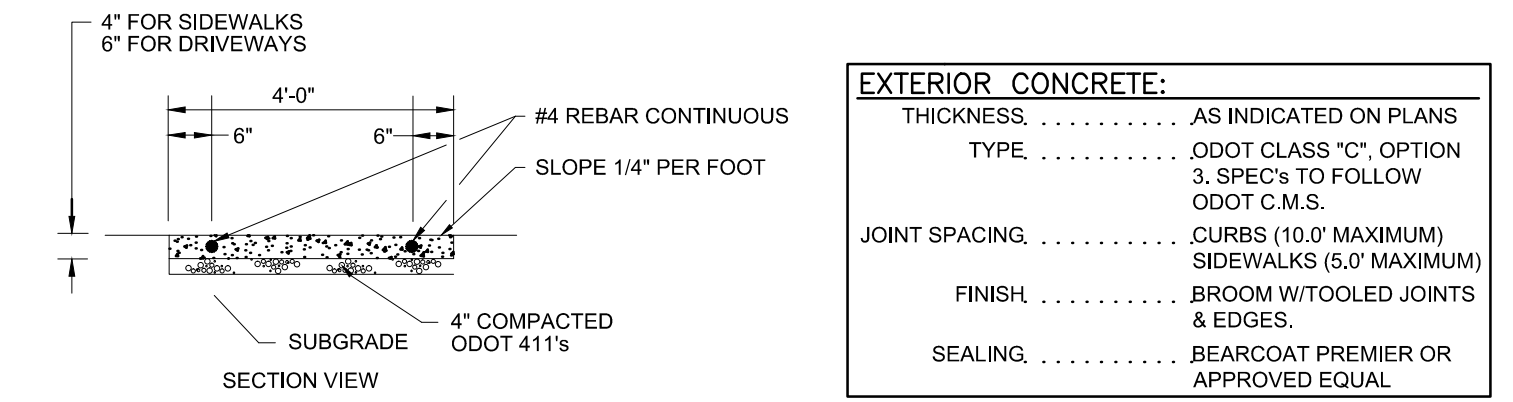 4" FOR SIDEWALKS
6" FOR DRIVEWAYS
4'-0"
6"
6"
#4 REBAR CONTINUOUS
SLOPE 1/4" PER FOOT
4" COMPACTED
ODOT 411's
SUBGRADE
SECTION VIEW
EXTERIOR CONCRETE:
THICKNESS. . . . . . . . . . . .AS INDICATED ON PLANS
TYPE. . . . . . . . . . . .ODOT CLASS "C", OPTION
3. SPEC's TO FOLLOW
ODOT C.M.S.
JOINT SPACING. . . . . . . . . . . .CURBS (10.0' MAXIMUM)
SIDEWALKS (5.0' MAXIMUM)
FINISH. . . . . . . . . . . .BROOM W/TOOLED JOINTS
& EDGES.
SEALING. . . . . . . . . . . .BEARCOAT PREMIER OR
APPROVED EQUAL